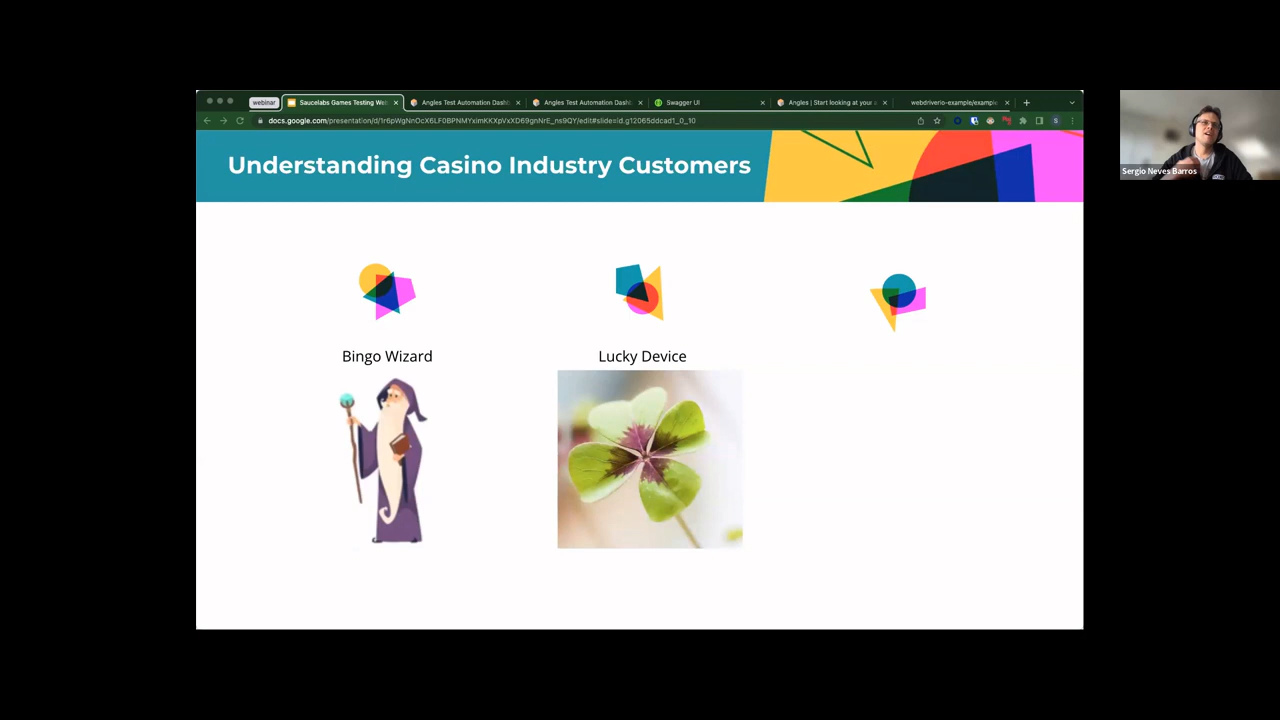 webinar
Saucelabs Games Testing We
Angles Test Automation Dash
Angles Test Automation Dash
Swagger UI
Angles | Start looking at your a
webdriverio-example/example
docs.google.com/presentation/d/1r6pWgNnOcX6LF0BPNMYximKKXpVxXD69gnNrE_ns9QY/edit#slide=id.g12065ddcad1_0_10
Understanding Casino Industry Customers
Sergio Neves Barros
Bingo Wizard
Lucky Device